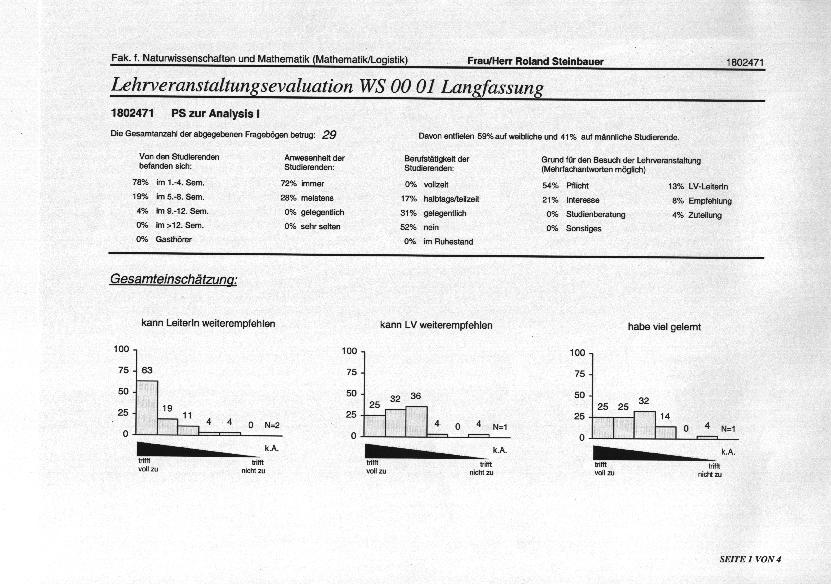 Fak. f. Naturwissenschaften und Mathematik (Mathematik/Logistik) Frau/Herr Roland Steinbauer 1802471
Lehrveranstaltungsevaluation WS 00 01 Langfassung
1802471 PS zur Analysis I
Die Gesamtanzahl der abgegebenen Fragebögen betrug: 29 Davon entfielen 59% auf weibliche und 41% auf männliche Studierende.
Von den Studierenden befanden sich:
78% im 1.-4. Sem.
19% im 5.-8. Sem.
4% im 9.-12. Sem.
0% im >12. Sem.
0% Gasthörer
Anwesenheit der Studierenden:
72% immer
28% meistens
0% gelegentlich
0% sehr selten
Berufstätigkeit der Studierenden:
0% vollzeit
17% halbtags/teilzeit
31% gelegentlich
52% nein
0% im Ruhestand
Grund für den Besuch der Lehrveranstaltung
(Mehrfachantworten möglich)
54% Pflicht 13% LV-LeiterIn
21% Interesse 8% Empfehlung
0% Studienberatung 4% Zuteilung
0% Sonstiges
Gesamteinschätzung:
kann LeiterIn weiterempfehlen
100
75
50
25
0
63 19 11 4 4 0 N=2
k.A.
trifft voll zu
trifft nicht zu
kann LV weiterempfehlen
100
75
50
25
0
25 32 36 4 0 4 N=1
k.A.
trifft voll zu
trifft nicht zu
habe viel gelernt
100
75
50
25
0
25 25 32 14 0 4 N=1
k.A.
trifft voll zu
trifft nicht zu
SEITE 1 VON 4